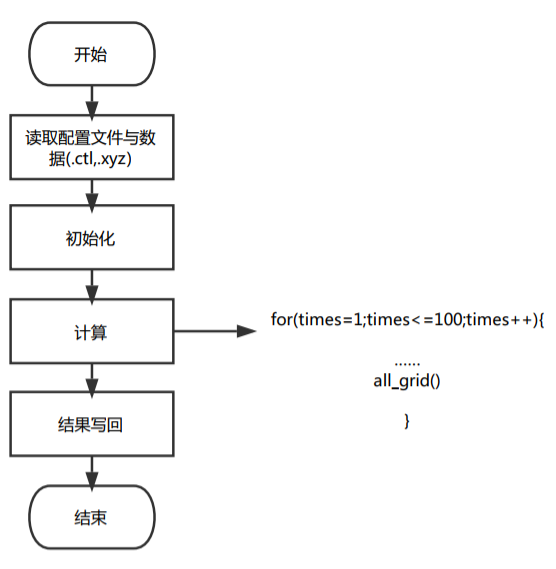 开始
读取配置文件与数
据(.ctl,.xyz)
初始化
计算
for(times=1;times<=100;times++){
......
all_grid()
}
结果写回
结束